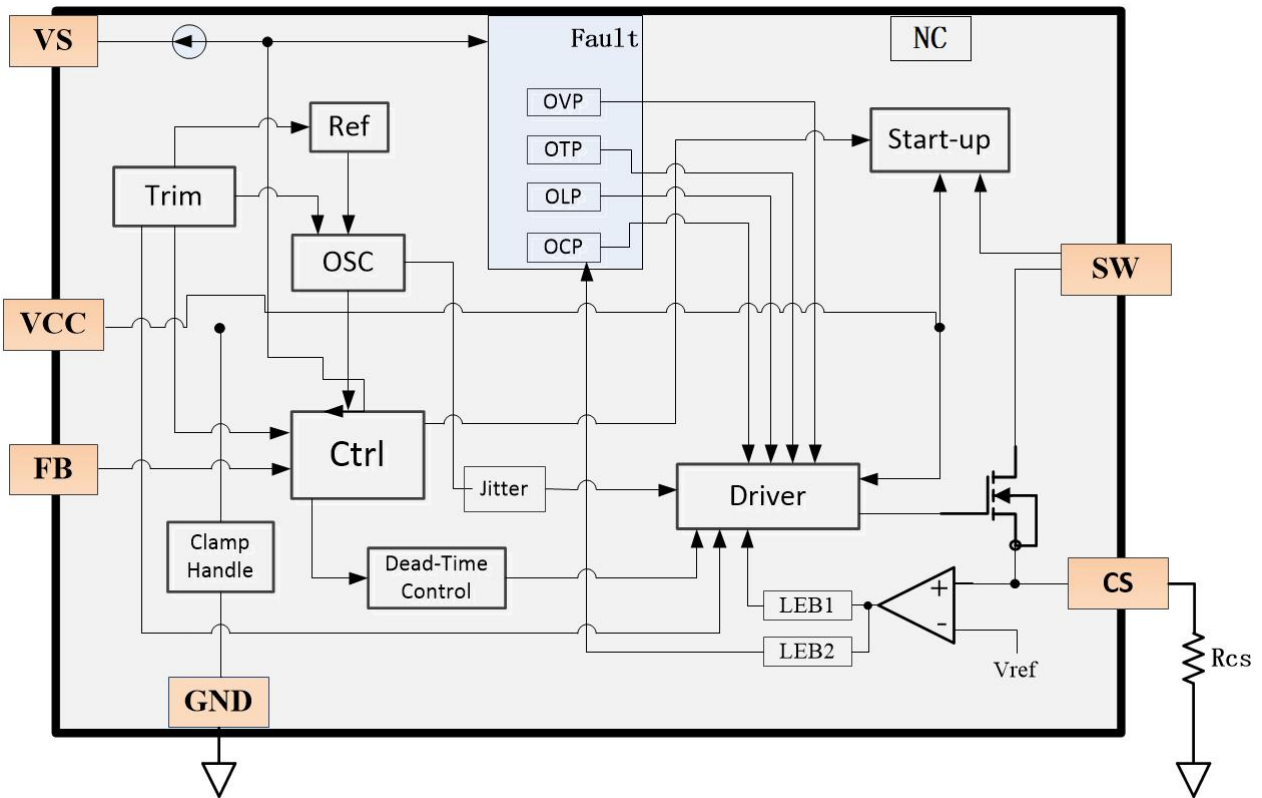 VS
Fault
NC
OVP
Ref
Start-up
OTP
Trim
OLP
OCP
OSC
SW
VCC
Ctrl
FB
Jitter
Driver
Clamp
Handle
Dead-Time
Control
CS
+
LEB1
-
LEB2
Vref
Rcs
GND